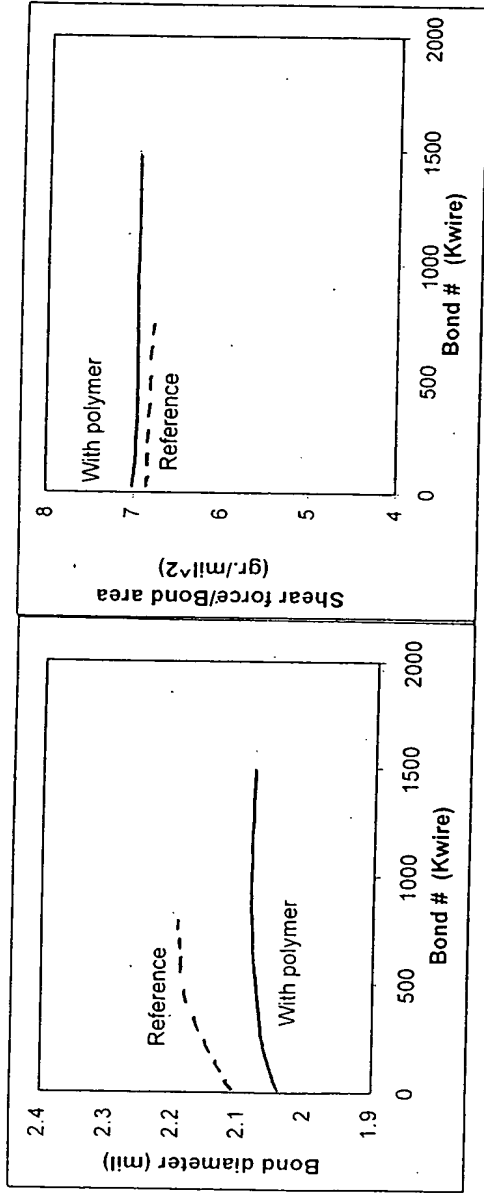 Bond diameter (mil)
2.4
2.3
2.2
2.1
2
1.9
Reference
With polymer
0 500 1000 1500 2000
Bond # (Kwire)
Shear force/Bond area
(gr./mil^2)
8
7
6
5
4
With polymer
Reference
0 500 1000 1500 2000
Bond # (Kwire)